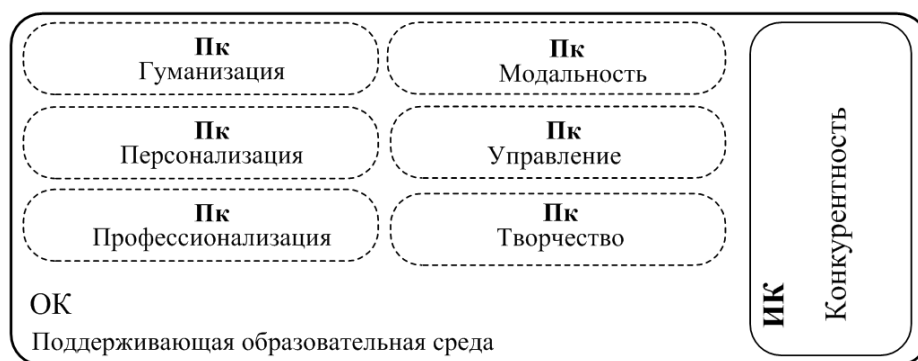 Пк
Гуманизация
Пк
Модальность
Пк
Персонализация
Пк
Управление
Пк
Профессионализация
Пк
Творчество
ОК
Поддерживающая образовательная среда
ИК
Конкурентность